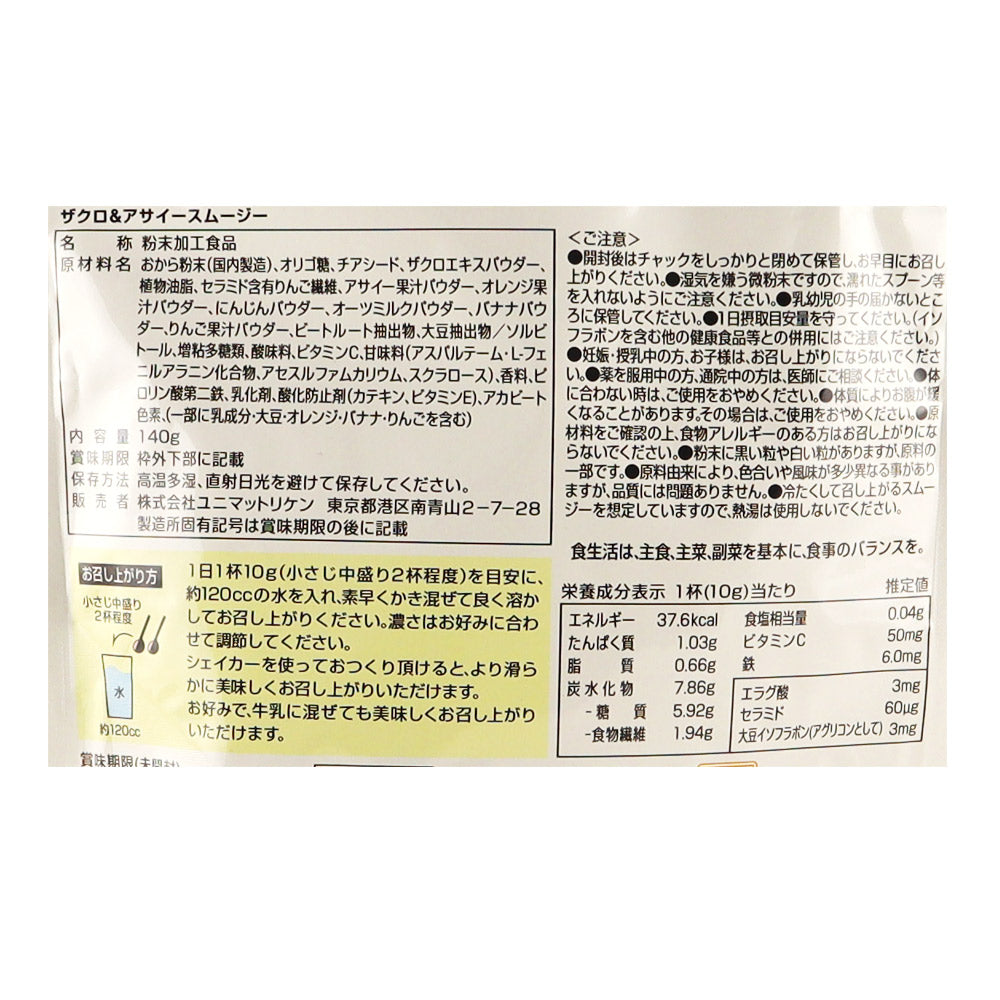 ザクロ&アサイースムージー
名称 粉末加工食品
原材料名 おから粉末(国内製造)、オリゴ糖、チアシード、ザクロエキスパウダー、
植物油脂、セラミド含有りんご繊維、アサイー果汁パウダー、オレンジ果
汁パウダー、にんじんパウダー、オーツミルクパウダー、バナナパウ
ダー、りんご果汁パウダー、ビートルート抽出物、大豆抽出物/ソルビ
トール、増粘多糖類、酸味料、ビタミンC、甘味料(アスパルテーム・L-フェ
ニルアラニン化合物、アセスルファムカリウム、スクラロース)、香料、ピ
ロリン酸第二鉄、乳化剤、酸化防止剤(カテキン、ビタミンE)、アカビート
色素、(一部に乳成分・大豆・オレンジ・バナナ・りんごを含む)
内容量 140g
賞味期限 枠外下部に記載
保存方法 高温多湿、直射日光を避けて保存してください。
販売者 株式会社ユニマットリケン 東京都港区南青山2-7-28
製造所固有記号は賞味期限の後に記載
お召し上がり方
小さじ中盛り
2杯程度
水
約120cc
1日1杯10g(小さじ中盛り2杯程度)を目安に、
約120ccの水を入れ、素早くかき混ぜて良く溶か
してお召し上がりください。濃さはお好みに合わ
せて調節してください。
シェイカーを使っておつくり頂けると、より滑ら
かに美味しくお召し上がりいただけます。
お好みで、牛乳に混ぜても美味しくお召し上がり
いただけます。
賞味期限(未開封)
<ご注意>
●開封後はチャックをしっかりと閉めて保管し、お早目にお召し
上がりください。●湿気を嫌う微粉末ですので、濡れたスプーン等
を入れないようにご注意ください。●乳幼児の手の届かないとこ
ろに保管してください。●1日摂取目安量を守ってください。(イソ
フラボンを含む他の健康食品等との併用にはご注意ください。)
●妊娠・授乳中の方、お子様は、お召し上がりにならないでくださ
い。●薬を服用中の方、通院中の方は、医師にご相談ください。●体
に合わない時は、ご使用をおやめください。●体質によりお腹が緩
くなることがあります。その場合は、ご使用をおやめください。●原
材料をご確認の上、食物アレルギーのある方はお召し上がりにな
らないでください。●粉末に黒い粒や白い粒がありますが、原料の
一部です。●原料由来により、色合いや風味が多少異なる事があり
ますが、品質には問題ありません。●冷たくして召し上がるスムー
ジーを想定していますので、熱湯は使用しないでください。
食生活は、主食、主菜、副菜を基本に、食事のバランスを。
栄養成分表示 1杯(10g)当たり 推定値
エネルギー 37.6kcal 食塩相当量 0.04g
たんぱく質 1.03g ビタミンC 50mg
脂質 0.66g 鉄 6.0mg
炭水化物 7.86g エラグ酸 3mg
-糖質 5.92g セラミド 60μg
-食物繊維 1.94g 大豆イソフラボン(アグリコンとして) 3mg